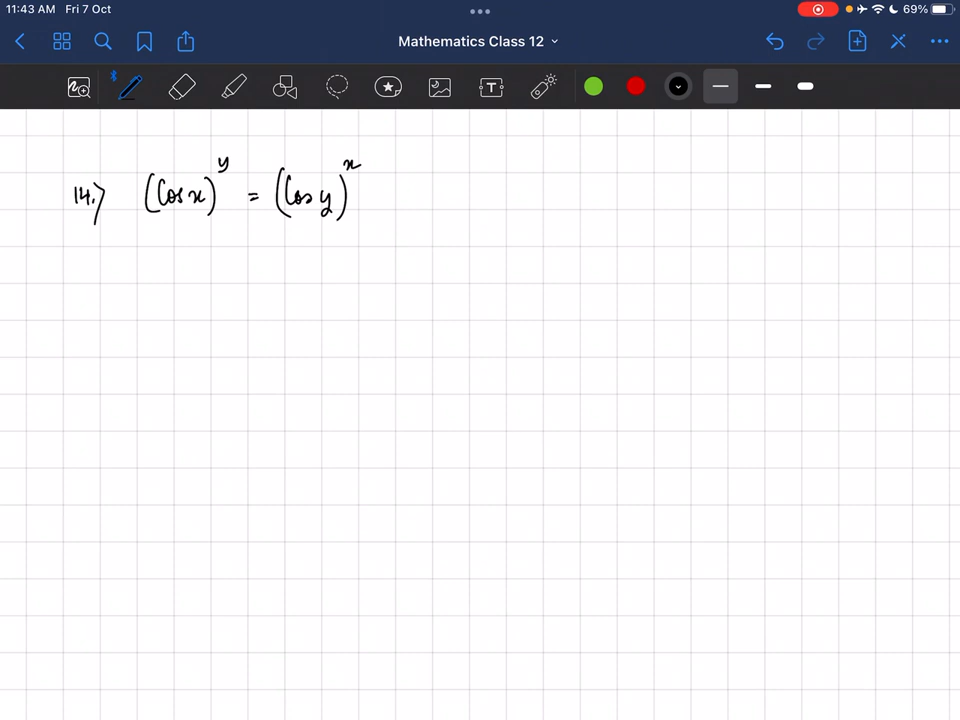 11:43 AM Fri 7 Oct 69%
Mathematics Class 12
T
14.) (Cos x)^y = (Cos y)^x